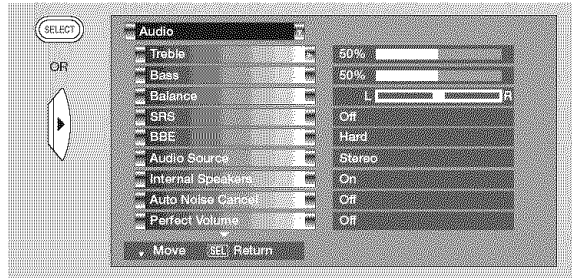 SELECT
OR
Audio
Treble 50%
Bass 50%
Balance L R
SRS Off
BBE Hard
Audio Source Stereo
Internal Speakers On
Auto Noise Cancel Off
Perfect Volume Off
Move SEL Return